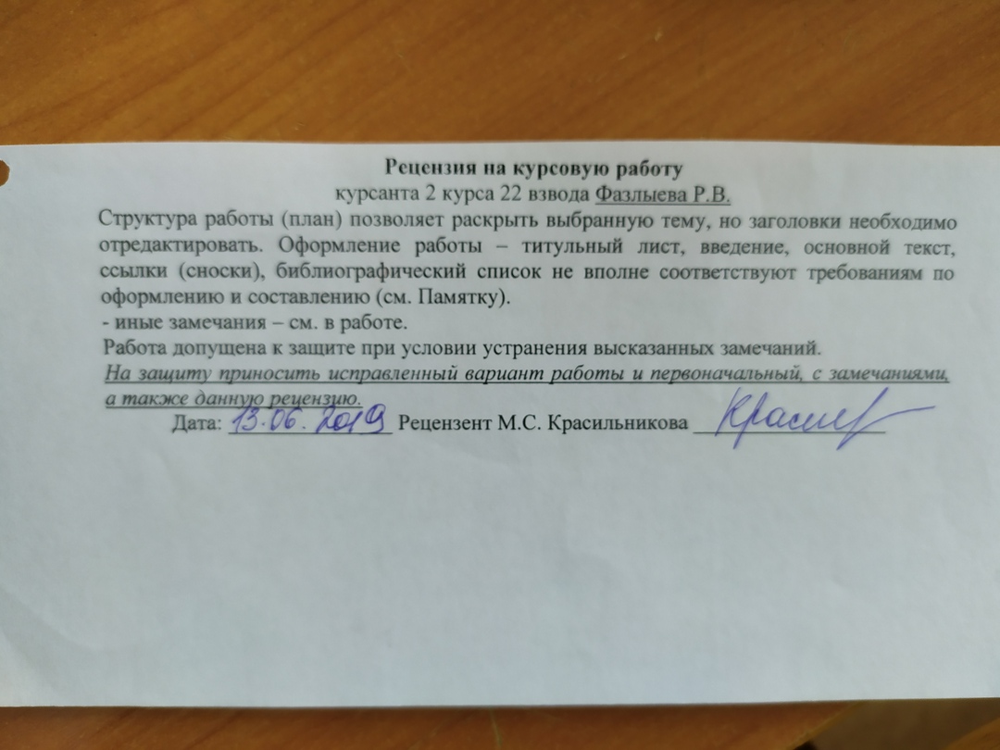 Рецензия на курсовую работу
курсанта 2 курса 22 взвода Фазлыева Р.В.
Структура работы (план) позволяет раскрыть выбранную тему, но заголовки необходимо
отредактировать. Оформление работы – титульный лист, введение, основной текст,
ссылки (сноски), библиографический список не вполне соответствуют требованиям по
оформлению и составлению (см. Памятку).
- иные замечания – см. в работе.
Работа допущена к защите при условии устранения высказанных замечаний.
На защиту приносить исправленный вариант работы и первоначальный, с замечаниями,
а также данную рецензию.
Дата: 13.06.2019 Рецензент М.С. Красильникова